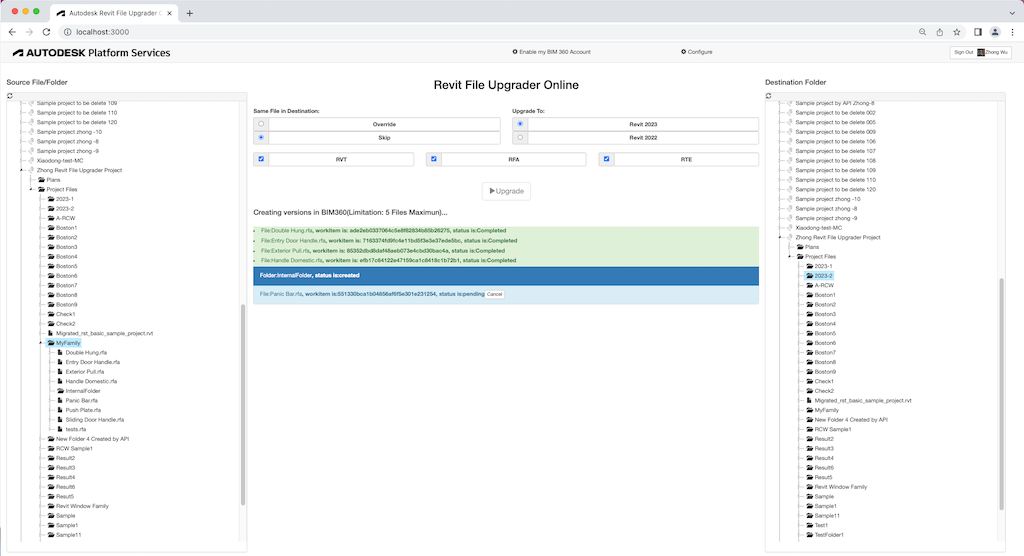 Autodesk Revit File Upgrader C
localhost:3000
AUTODESK Platform Services
Enable my BIM 360 Account
Configure
Sign Out
Zhong Wu
Source File/Folder
Sample project to be delete 109
Sample project to be delete 110
Sample project to be delete 120
Sample project zhong -10
Sample project zhong -8
Sample project zhong -9
Xiaodong-test-MC
Zhong Revit File Upgrader Project
Plans
Project Files
2023-1
2023-2
A-RCW
Boston1
Boston2
Boston3
Boston4
Boston5
Boston6
Boston7
Boston8
Boston9
Check1
Check2
Migrated_rst_basic_sample_project.rvt
MyFamily
Double Hung.rfa
Entry Door Handle.rfa
Exterior Pull.rfa
Handle Domestic.rfa
InternalFolder
Panic Bar.rfa
Push Plate.rfa
Sliding Door Handle.rfa
tests.rfa
New Folder 4 Created by API
RCW Sample1
Result2
Result3
Result4
Result6
Resut5
Revit Window Family
Sample
Sample1
Sample11
Revit File Upgrader Online
Same File in Destination:
Override
Skip
Upgrade To:
Revit 2023
Revit 2022
RVT
RFA
RTE
Upgrade
Creating versions in BIM360(Limitation: 5 Files Maximun)...
File:Double Hung.rfa, workitem is: status is:Completed
File:Entry Door Handle.rfa, workitem is: status is:Completed
File:Exterior Pull.rfa, workitem is: status is:Completed
File:Handle Domestic.rfa, workitem is: status is:Completed
Folder:InternalFolder, status is:created
File:Panic Bar.rfa, status is:pending Cancel
Destination Folder
Sample project by API Zhong-8
Sample project to be delete 002
Sample project to be delete 005
Sample project to be delete 009
Sample project to be delete 106
Sample project to be delete 107
Sample project to be delete 108
Sample project to be delete 109
Sample project to be delete 110
Sample project to be delete 120
Sample project zhong -8
Sample project zhong -9
Xiaodong-test-MC
Zhong Revit File Upgrader Project
Plans
Project Files
2023-1
2023-2
A-RCW
Boston1
Boston2
Boston3
Boston4
Boston5
Boston6
Boston7
Boston8
Boston9
Check1
Check2
Migrated_rst_basic_sample_project.rvt
MyFamily
New Folder 4 Created by API
RCW Sample1
Result2
Result3
Result4
Result6
Resut5
Revit Window Family
Sample
Sample1
Sample11
Test1
TestFolder1